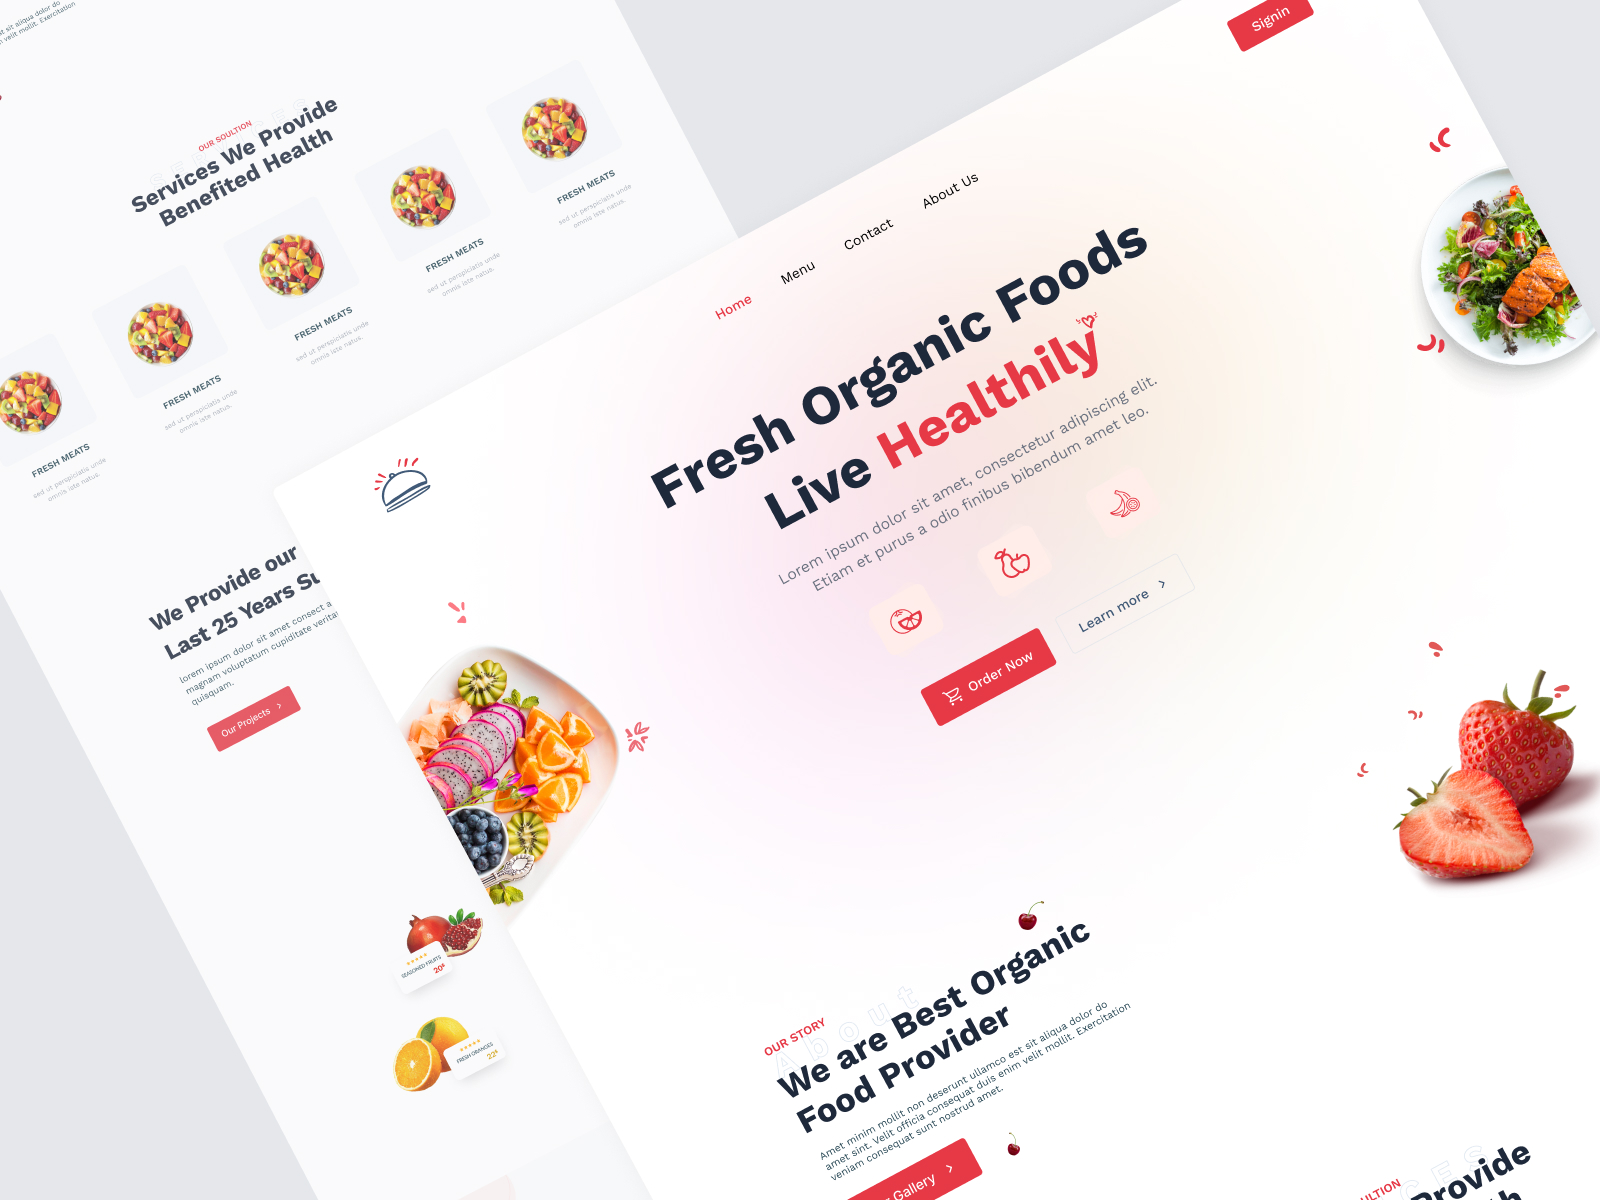 est sit aliqua dolor do
velit mollit. Exercitation
OUR SOULTION
Services We Provide
Benefited Health
FRESH MEATS
sed ut perspiciatis unde
omnis iste natus.
FRESH MEATS
sed ut perspiciatis unde
omnis iste natus.
FRESH MEATS
sed ut perspiciatis unde
omnis iste natus.
FRESH MEATS
sed ut perspiciatis unde
omnis iste natus.
FRESH MEATS
sed ut perspiciatis unde
omnis iste natus.
We Provide our
Last 25 Years Su
lorem ipsum dolor sit amet consect a
magnam voluptatum cupiditate veritat
quisquam.
Our Projects
SEASONED FRUITS
20$
FRESH ORANGES
22$
Signin
Home
Menu
Contact
About Us
Fresh Organic Foods
Live Healthily
Lorem ipsum dolor sit amet, consectetur adipiscing elit.
Etiam et purus a odio finibus bibendum amet leo.
Order Now
Learn more
About
OUR STORY
We are Best Organic
Food Provider
Amet minim mollit non deserunt ullamco est sit aliqua dolor do
amet sint. Velit officia consequat duis enim velit mollit. Exercitation
veniam consequat sunt nostrud amet.
Gallery
ULTION
Provide